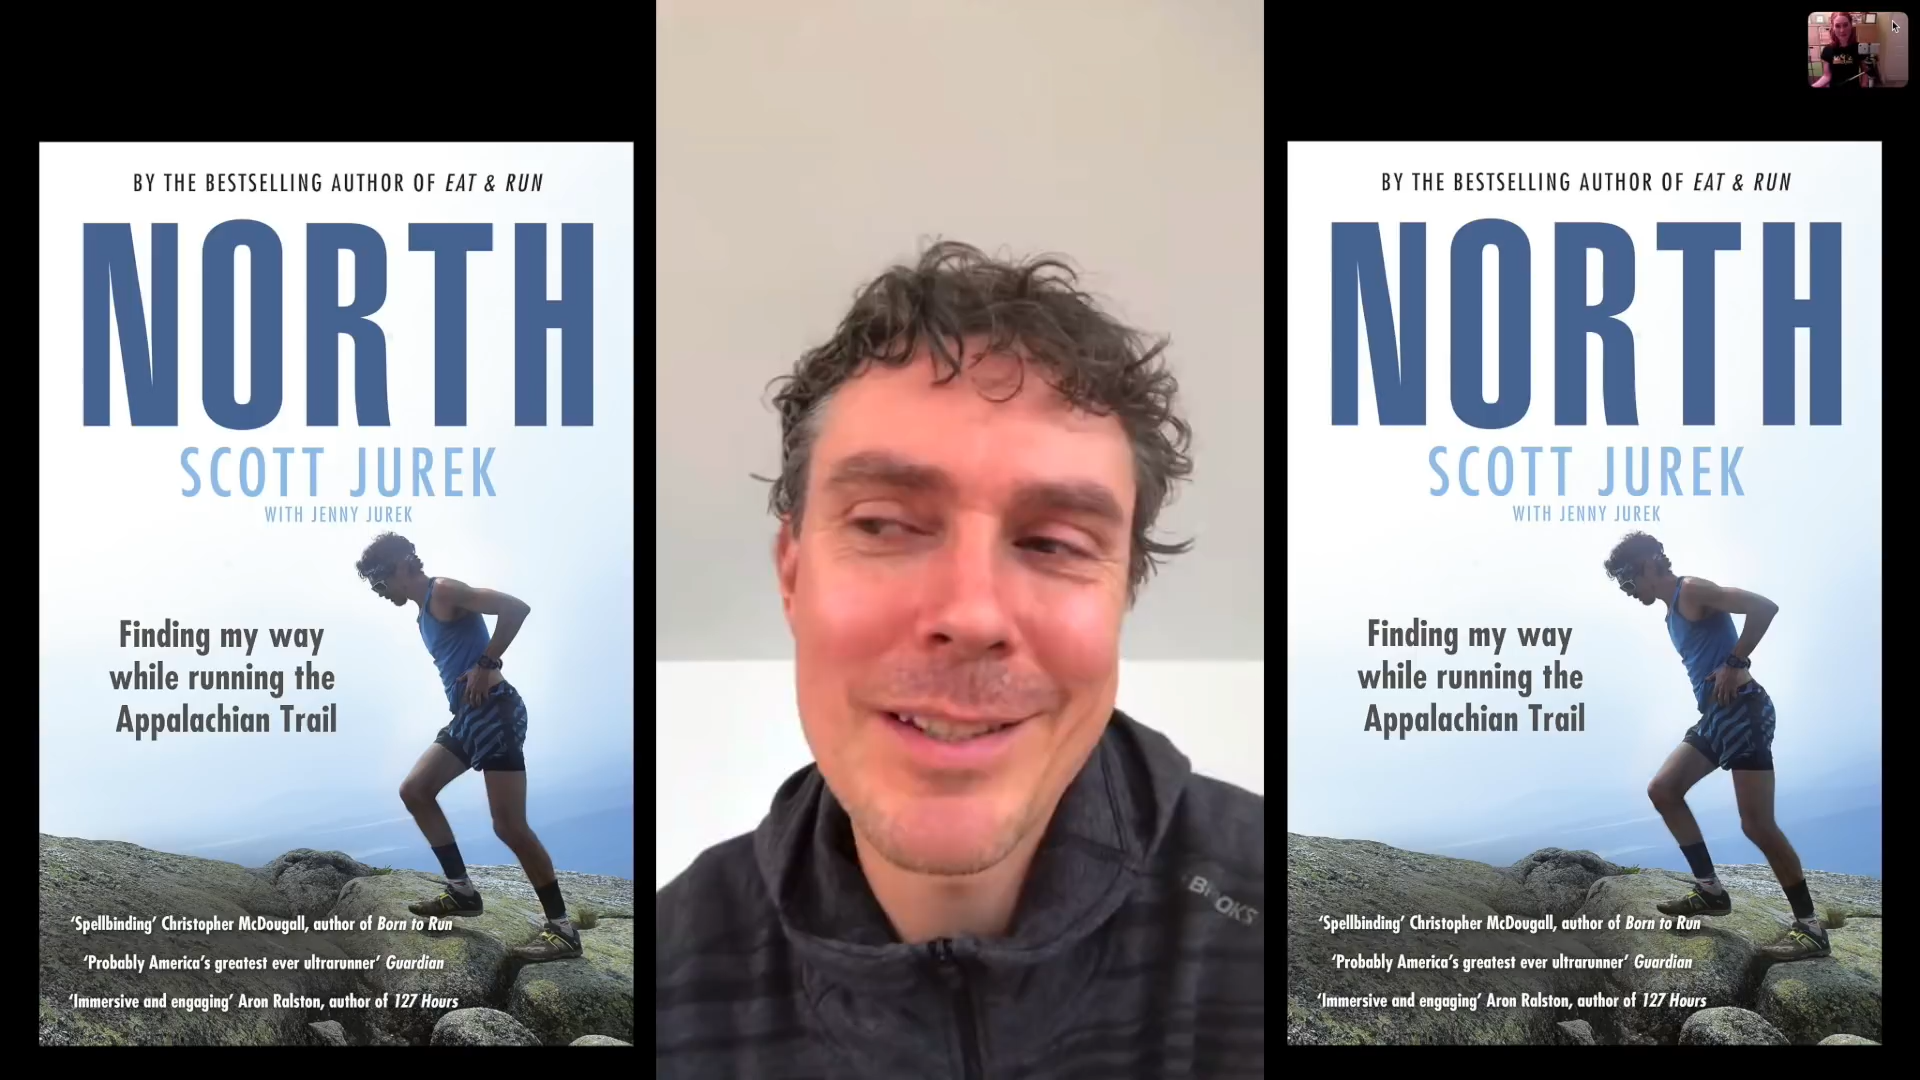 BY THE BESTSELLING AUTHOR OF EAT & RUN
NORTH
SCOTT JUREK
WITH JENNY JUREK
Finding my way
while running the
Appalachian Trail
‘Spellbinding’ Christopher McDougall, author of Born to Run
‘Probably America’s greatest ever ultrarunner’ Guardian
‘Immersive and engaging’ Aron Ralston, author of 127 Hours
BROOKS
BY THE BESTSELLING AUTHOR OF EAT & RUN
NORTH
SCOTT JUREK
WITH JENNY JUREK
Finding my way
while running the
Appalachian Trail
‘Spellbinding’ Christopher McDougall, author of Born to Run
‘Probably America’s greatest ever ultrarunner’ Guardian
‘Immersive and engaging’ Aron Ralston, author of 127 Hours